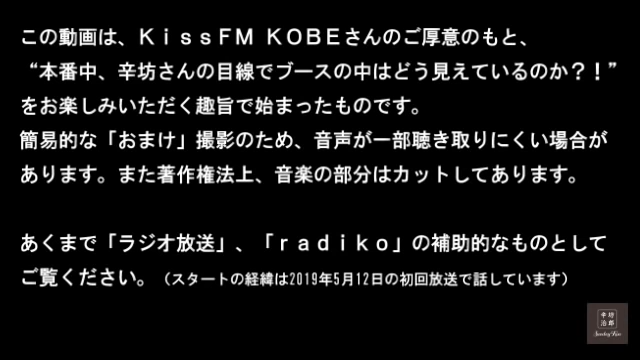 この動画は、ＫｉｓｓＦＭ ＫＯＢＥさんのご厚意のもと、
“本番中、辛坊さんの目線でブースの中はどう見えているのか？！”
をお楽しみいただく趣旨で始まったものです。
簡易的な「おまけ」撮影のため、音声が一部聴き取りにくい場合が
あります。また著作権法上、音楽の部分はカットしてあります。
あくまで「ラジオ放送」、「ｒａｄｉｋｏ」の補助的なものとして
ご覧ください。（スタートの経緯は2019年5月12日の初回放送で話しています）
辛坊
治郎